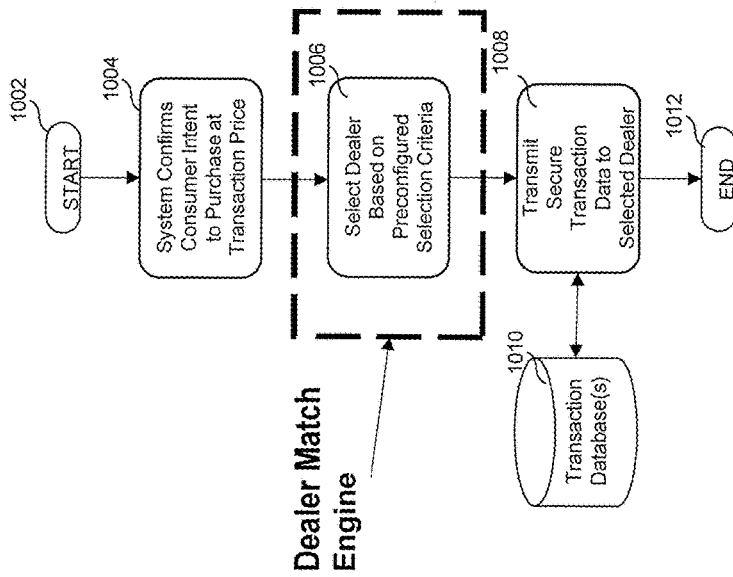 1002
START
1004
System Confirms
Consumer Intent
to Purchase at
Transaction Price
1006
Select Dealer
Based on
Preconfigured
Selection Criteria
Dealer Match
Engine
1008
Transmit
Secure
Transaction
Data to
Selected Dealer
1010
Transaction
Database(s)
1012
END